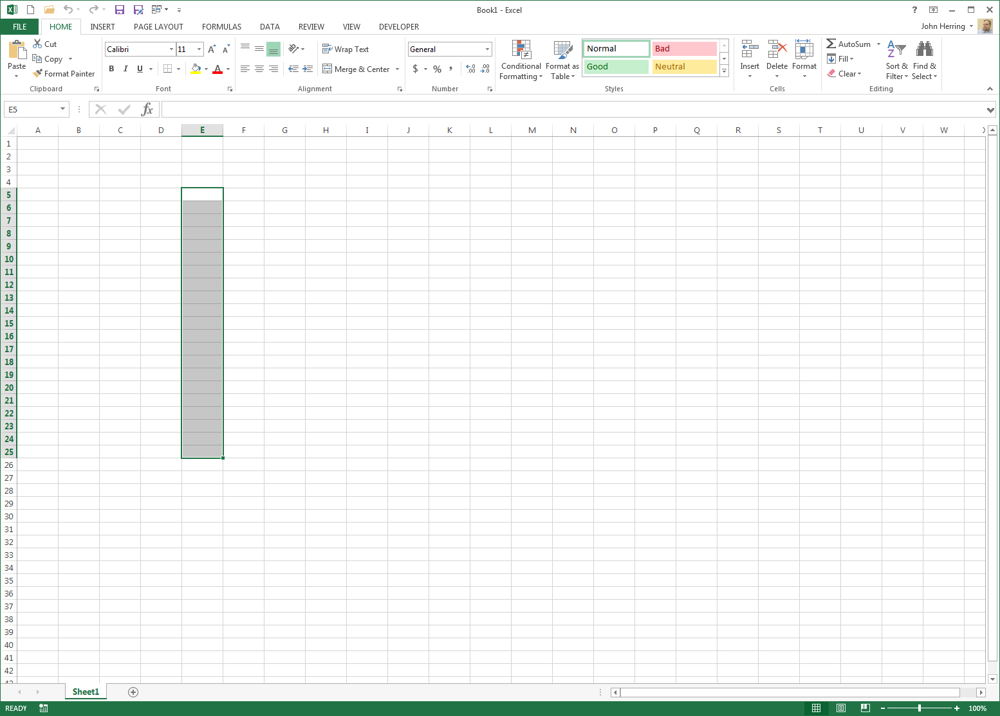 Book1 - Excel
?
FILE HOME INSERT PAGE LAYOUT FORMULAS DATA REVIEW VIEW DEVELOPER John Herring
Paste
Cut
Copy
Format Painter
Clipboard
Calibri 11
B I U A
Font
Wrap Text
Merge & Center
Alignment
General
$ % ,
Number
Conditional Formatting
Format as Table
Normal Bad
Good Neutral
Styles
Insert Delete Format
Cells
AutoSum
Fill
Clear
Sort & Filter
Find & Select
Editing
E5 fx
A B C D E F G H I J K L M N O P Q R S T U V W X
1
2
3
4
5
6
7
8
9
10
11
12
13
14
15
16
17
18
19
20
21
22
23
24
25
26
27
28
29
30
31
32
33
34
35
36
37
38
39
40
41
42
43
Sheet1
READY 100%